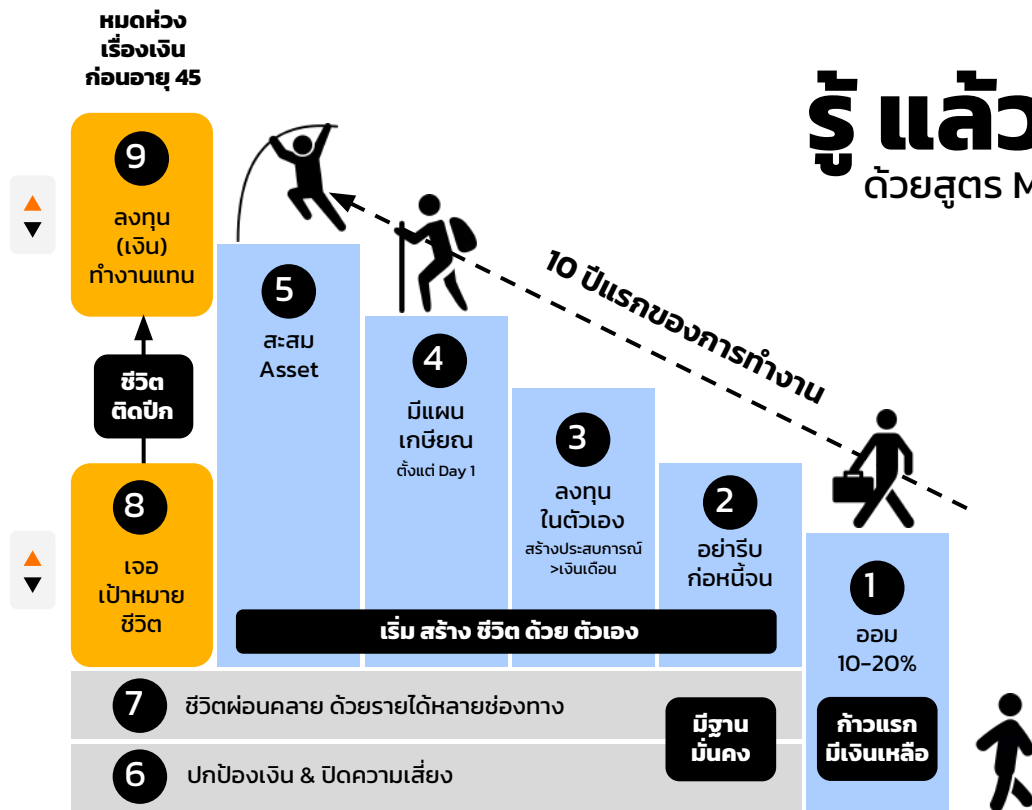 หมดห่วง
เรื่องเงิน
ก่อนอายุ 45
รู้ แล้ว
ด้วยสูตร M
9
ลงทุน
(เงิน)
ทำงานแทน
ชีวิต
ติดปีก
8
เจอ
เป้าหมาย
ชีวิต
10 ปีแรกของการทำงาน
5
สะสม
Asset
4
มีแผน
เกษียณ
ตั้งแต่ Day 1
3
ลงทุน
ในตัวเอง
สร้างประสบการณ์
>เงินเดือน
2
อย่ารีบ
ก่อหนี้จน
1
ออม
10-20%
เริ่ม สร้าง ชีวิต ด้วย ตัวเอง
7 ชีวิตผ่อนคลาย ด้วยรายได้หลายช่องทาง
6 ปกป้องเงิน & ปิดความเสี่ยง
มีฐาน
มั่นคง
ก้าวแรก
มีเงินเหลือ